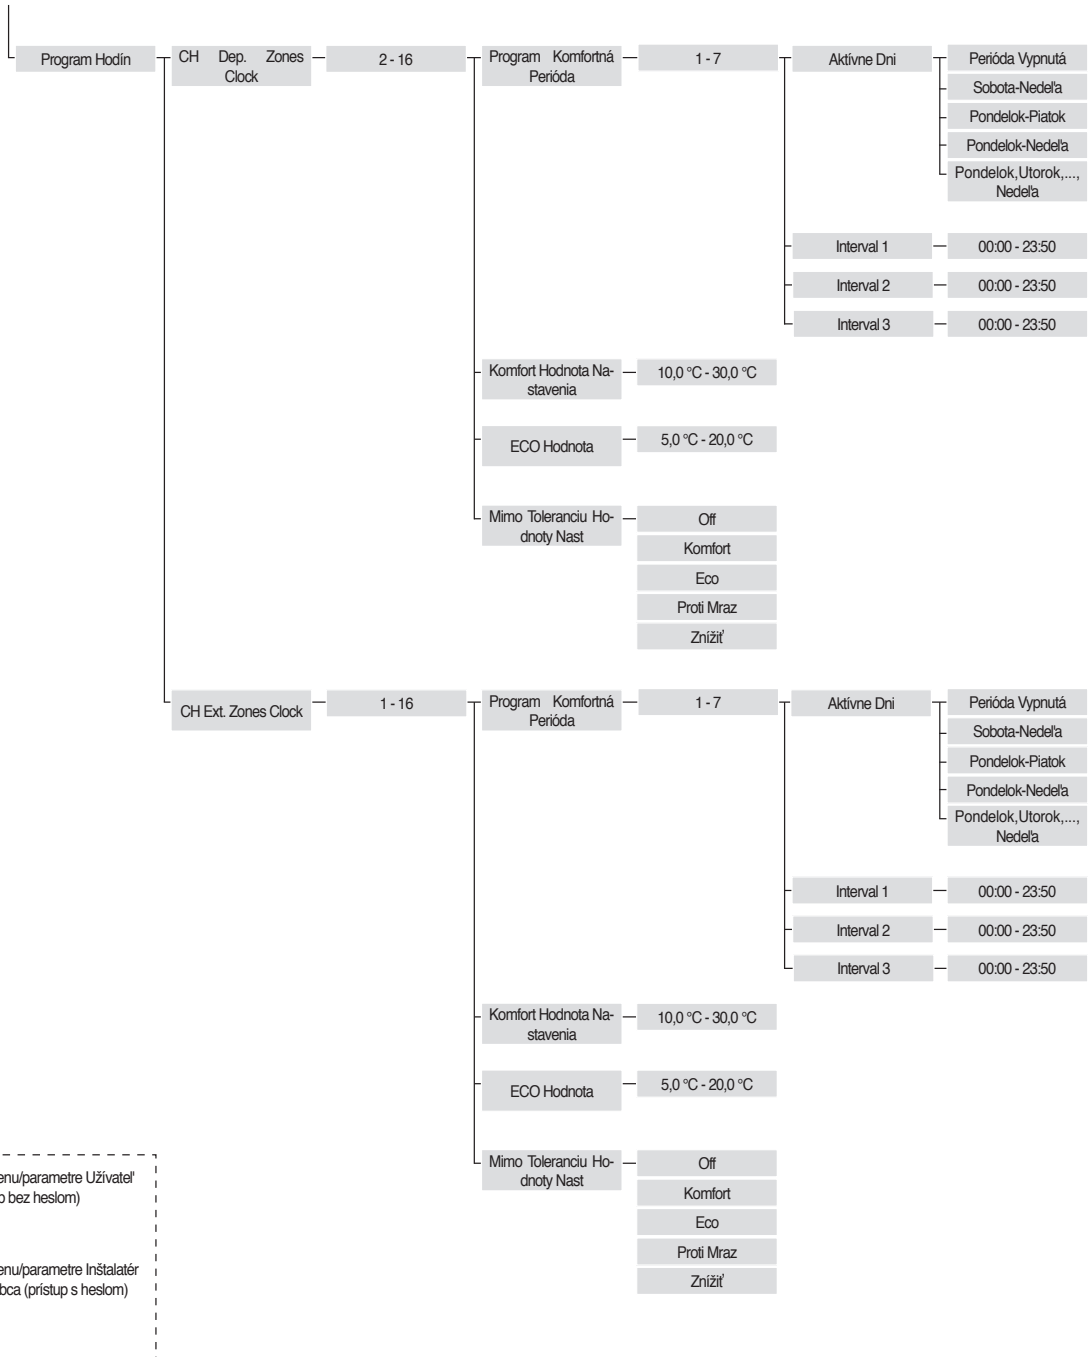 Program Hodín
CH Dep. Zones
Clock
2 - 16
Program Komfortná
Perióda
1 - 7
Aktívne Dni
Perióda Vypnutá
Sobota-Nedeľa
Pondelok-Piatok
Pondelok-Nedeľa
Pondelok,Utorok,...,
Nedeľa
Interval 1
00:00 - 23:50
Interval 2
00:00 - 23:50
Interval 3
00:00 - 23:50
Komfort Hodnota Na-
stavenia
10,0 °C - 30,0 °C
ECO Hodnota
5,0 °C - 20,0 °C
Mimo Toleranciu Ho-
dnoty Nast
Off
Komfort
Eco
Proti Mraz
Znížiť
CH Ext. Zones Clock
1 - 16
Program Komfortná
Perióda
1 - 7
Aktívne Dni
Perióda Vypnutá
Sobota-Nedeľa
Pondelok-Piatok
Pondelok-Nedeľa
Pondelok,Utorok,...,
Nedeľa
Interval 1
00:00 - 23:50
Interval 2
00:00 - 23:50
Interval 3
00:00 - 23:50
Komfort Hodnota Na-
stavenia
10,0 °C - 30,0 °C
ECO Hodnota
5,0 °C - 20,0 °C
Mimo Toleranciu Ho-
dnoty Nast
Off
Komfort
Eco
Proti Mraz
Znížiť
enu/parametre Užívateľ
bez heslom)
enu/parametre Inštalatér
bca (prístup s heslom)